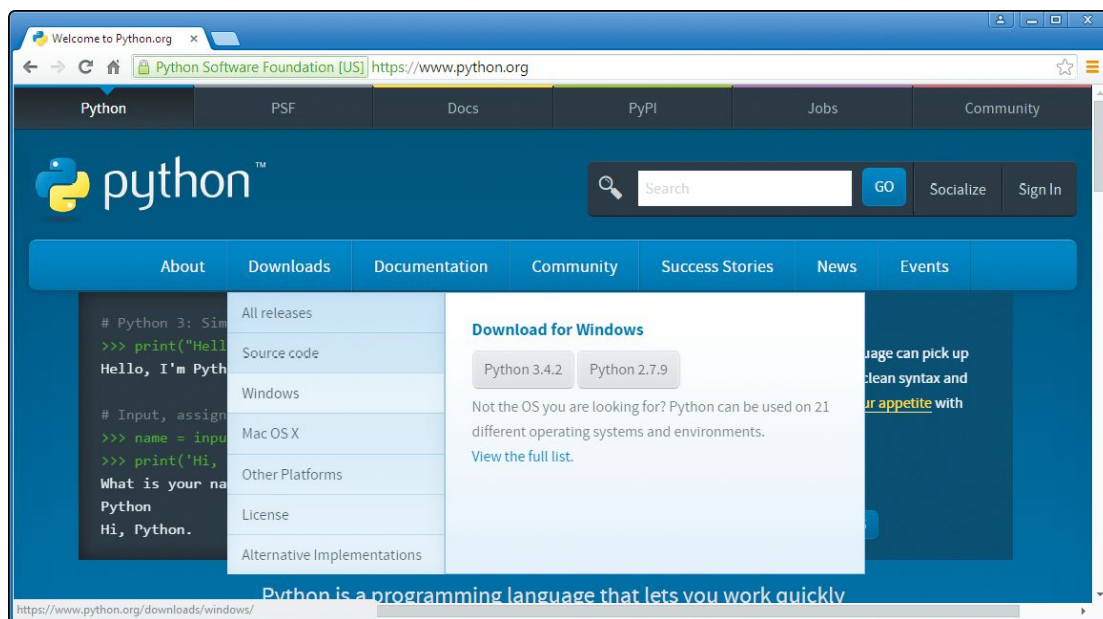 Welcome to Python.org
Python Software Foundation [US] https://www.python.org
Python PSF Docs PyPI Jobs Community
python™
Search GO Socialize Sign In
About Downloads Documentation Community Success Stories News Events
# Python 3: Sim
>>> print("Hell
Hello, I'm Pyth
# Input, assign
>>> name = inpu
>>> print('Hi,
What is your na
Python
Hi, Python.
All releases
Source code
Windows
Mac OS X
Other Platforms
License
Alternative Implementations
Download for Windows
Python 3.4.2 Python 2.7.9
Not the OS you are looking for? Python can be used on 21
different operating systems and environments.
View the full list.
uage can pick up
clean syntax and
ur appetite with
Python is a programming language that lets you work quickly
https://www.python.org/downloads/windows/